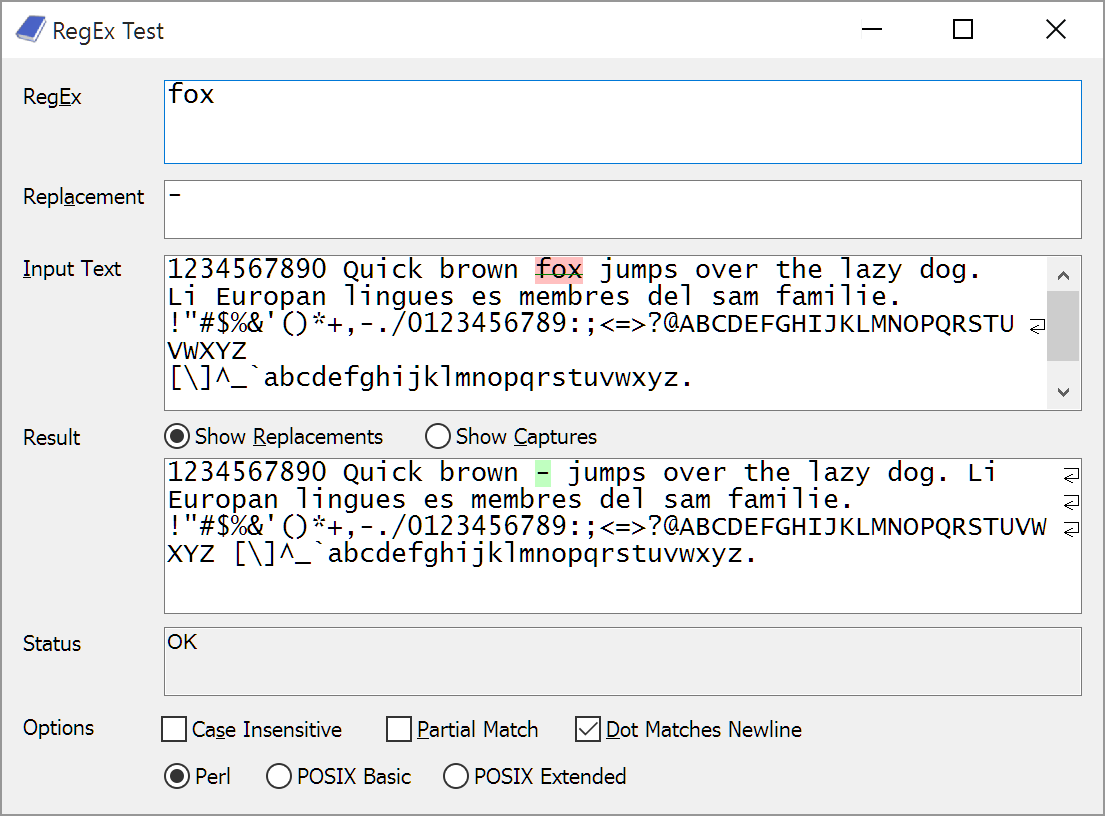 RegEx Test
RegEx
fox
Replacement
-
Input Text
1234567890 Quick brown fox jumps over the lazy dog.
Li Europan lingues es membres del sam familie.
!"#$%&'()*+,-./0123456789:;<=>?@ABCDEFGHIJKLMNOPQRSTU
VWXYZ
[\]^_`abcdefghijklmnopqrstuvwxyz.
Result
Show Replacements
Show Captures
1234567890 Quick brown - jumps over the lazy dog. Li
Europan lingues es membres del sam familie.
!"#$%&'()*+,-./0123456789:;<=>?@ABCDEFGHIJKLMNOPQRSTUVW
XYZ [\]^_`abcdefghijklmnopqrstuvwxyz.
Status
OK
Options
Case Insensitive
Partial Match
Dot Matches Newline
Perl
POSIX Basic
POSIX Extended